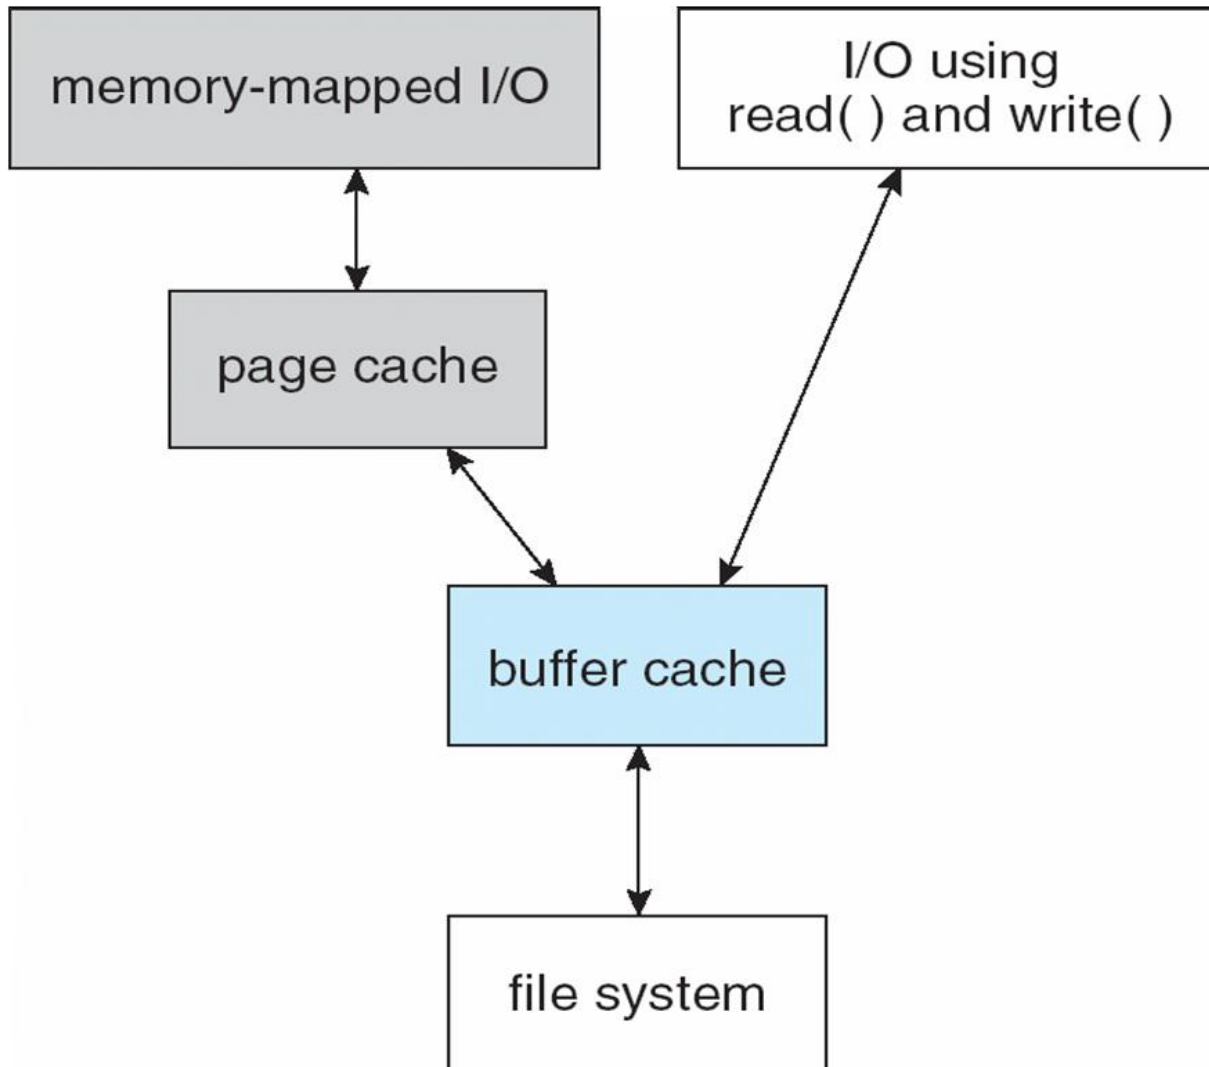 memory-mapped I/O
I/O using
read( ) and write( )
page cache
buffer cache
file system